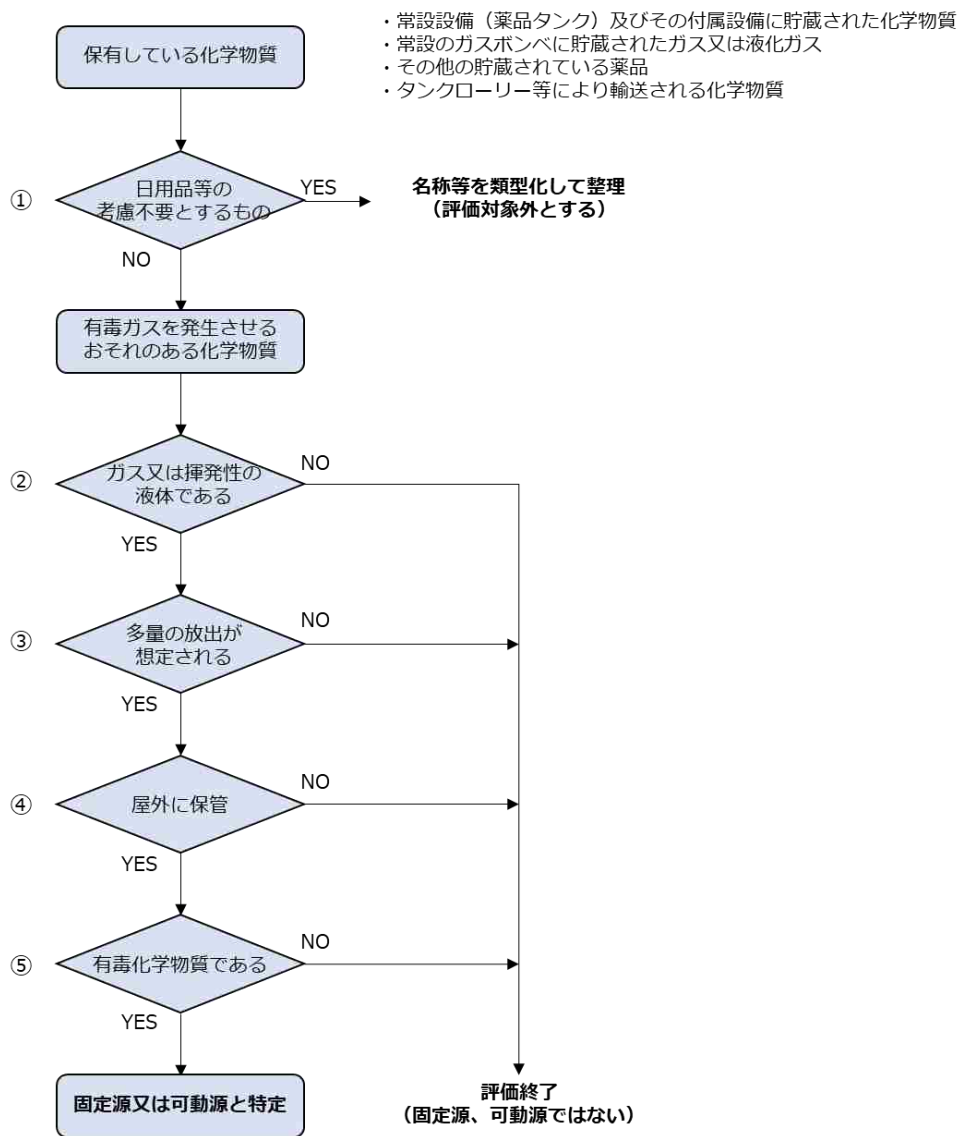 保有している化学物質
・常設設備（薬品タンク）及びその付属設備に貯蔵された化学物質
・常設のガスボンベに貯蔵されたガス又は液化ガス
・その他の貯蔵されている薬品
・タンクローリー等により輸送される化学物質
①
日用品等の
考慮不要とするもの
YES
名称等を類型化して整理
（評価対象外とする）
NO
有毒ガスを発生させる
おそれのある化学物質
②
ガス又は揮発性の
液体である
NO
YES
③
多量の放出が
想定される
NO
YES
④
屋外に保管
NO
YES
⑤
有毒化学物質である
NO
YES
固定源又は可動源と特定
評価終了
（固定源、可動源ではない）